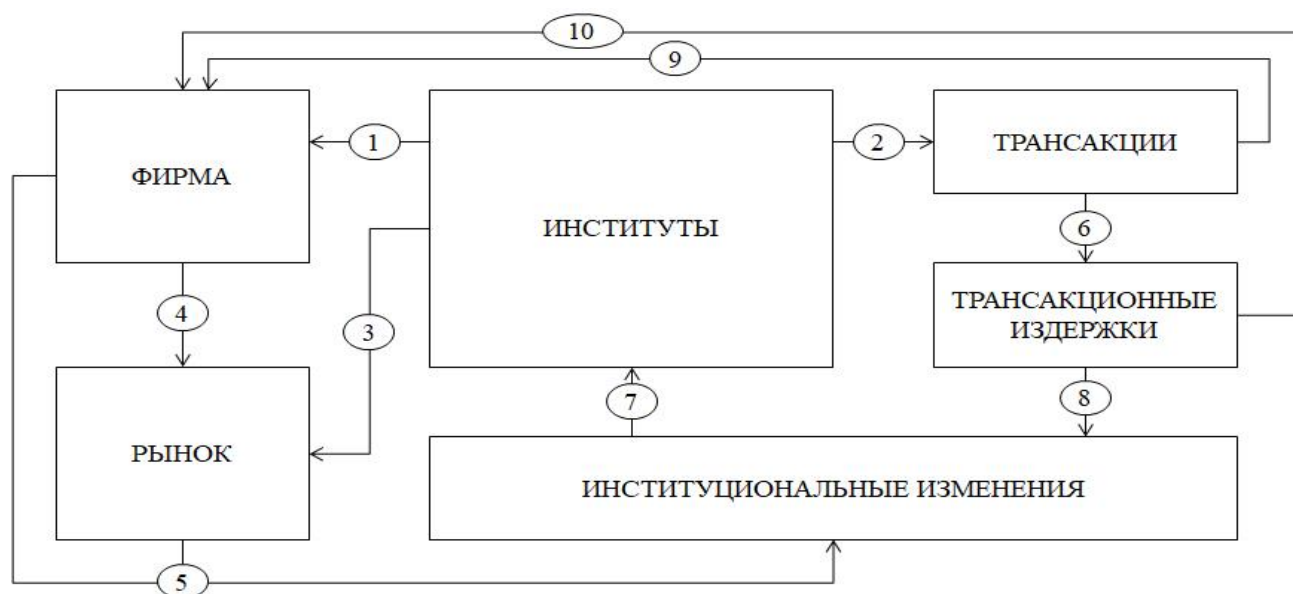 10
9
1
2
ТРАНСАКЦИИ
ФИРМА
ИНСТИТУТЫ
6
4
3
ТРАНСАКЦИОННЫЕ
ИЗДЕРЖКИ
7
8
РЫНОК
ИНСТИТУЦИОНАЛЬНЫЕ ИЗМЕНЕНИЯ
5